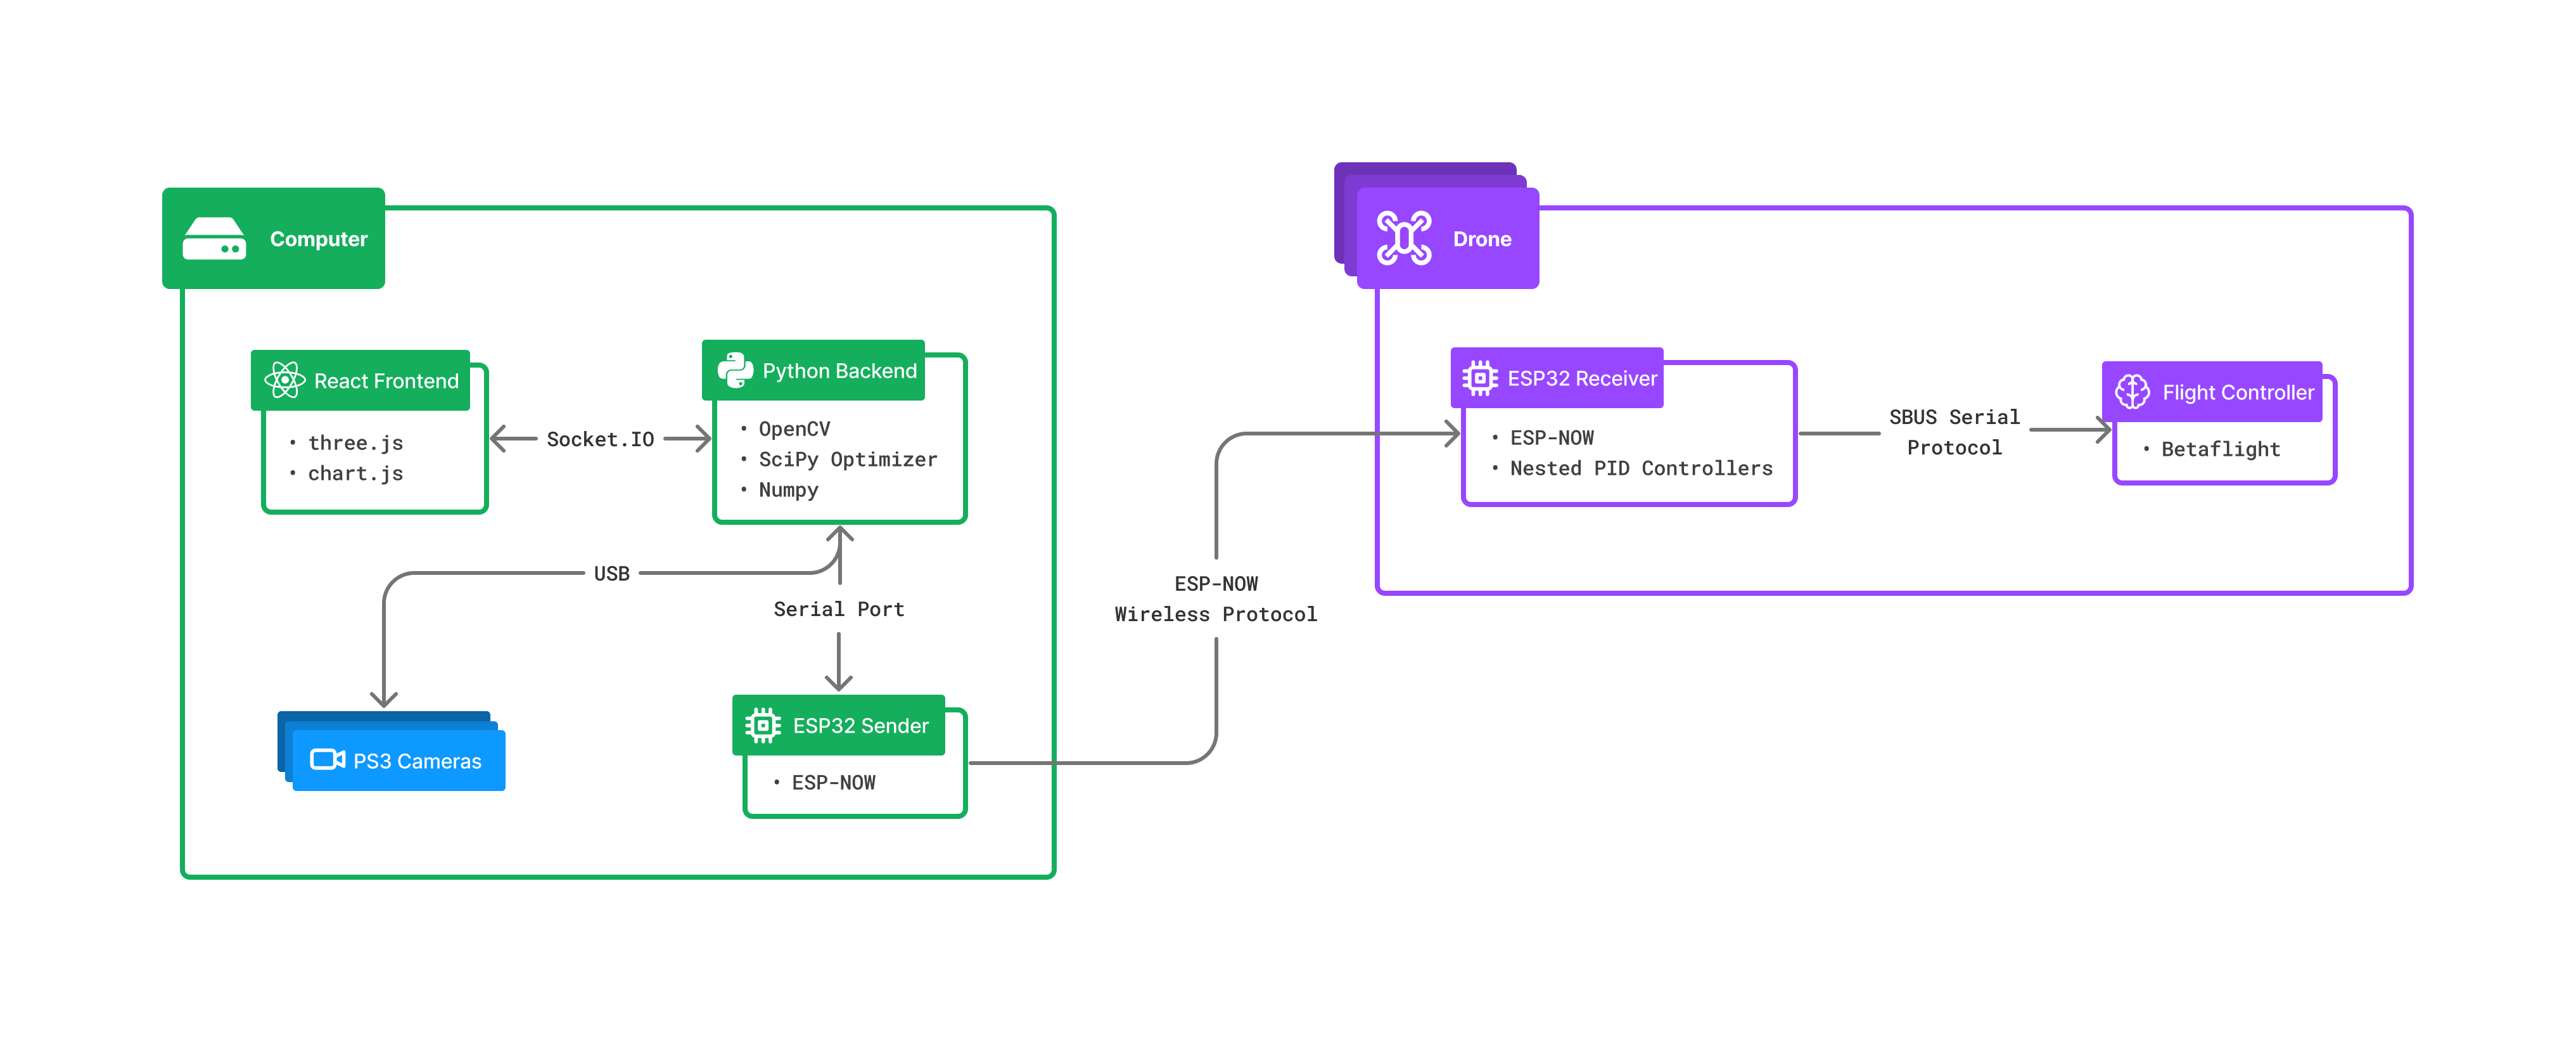 Computer
React Frontend
• three.js
• chart.js
Socket.IO
Python Backend
• OpenCV
• SciPy Optimizer
• Numpy
USB
Serial Port
PS3 Cameras
ESP32 Sender
• ESP-NOW
ESP-NOW
Wireless Protocol
Drone
ESP32 Receiver
• ESP-NOW
• Nested PID Controllers
SBUS Serial
Protocol
Flight Controller
• Betaflight